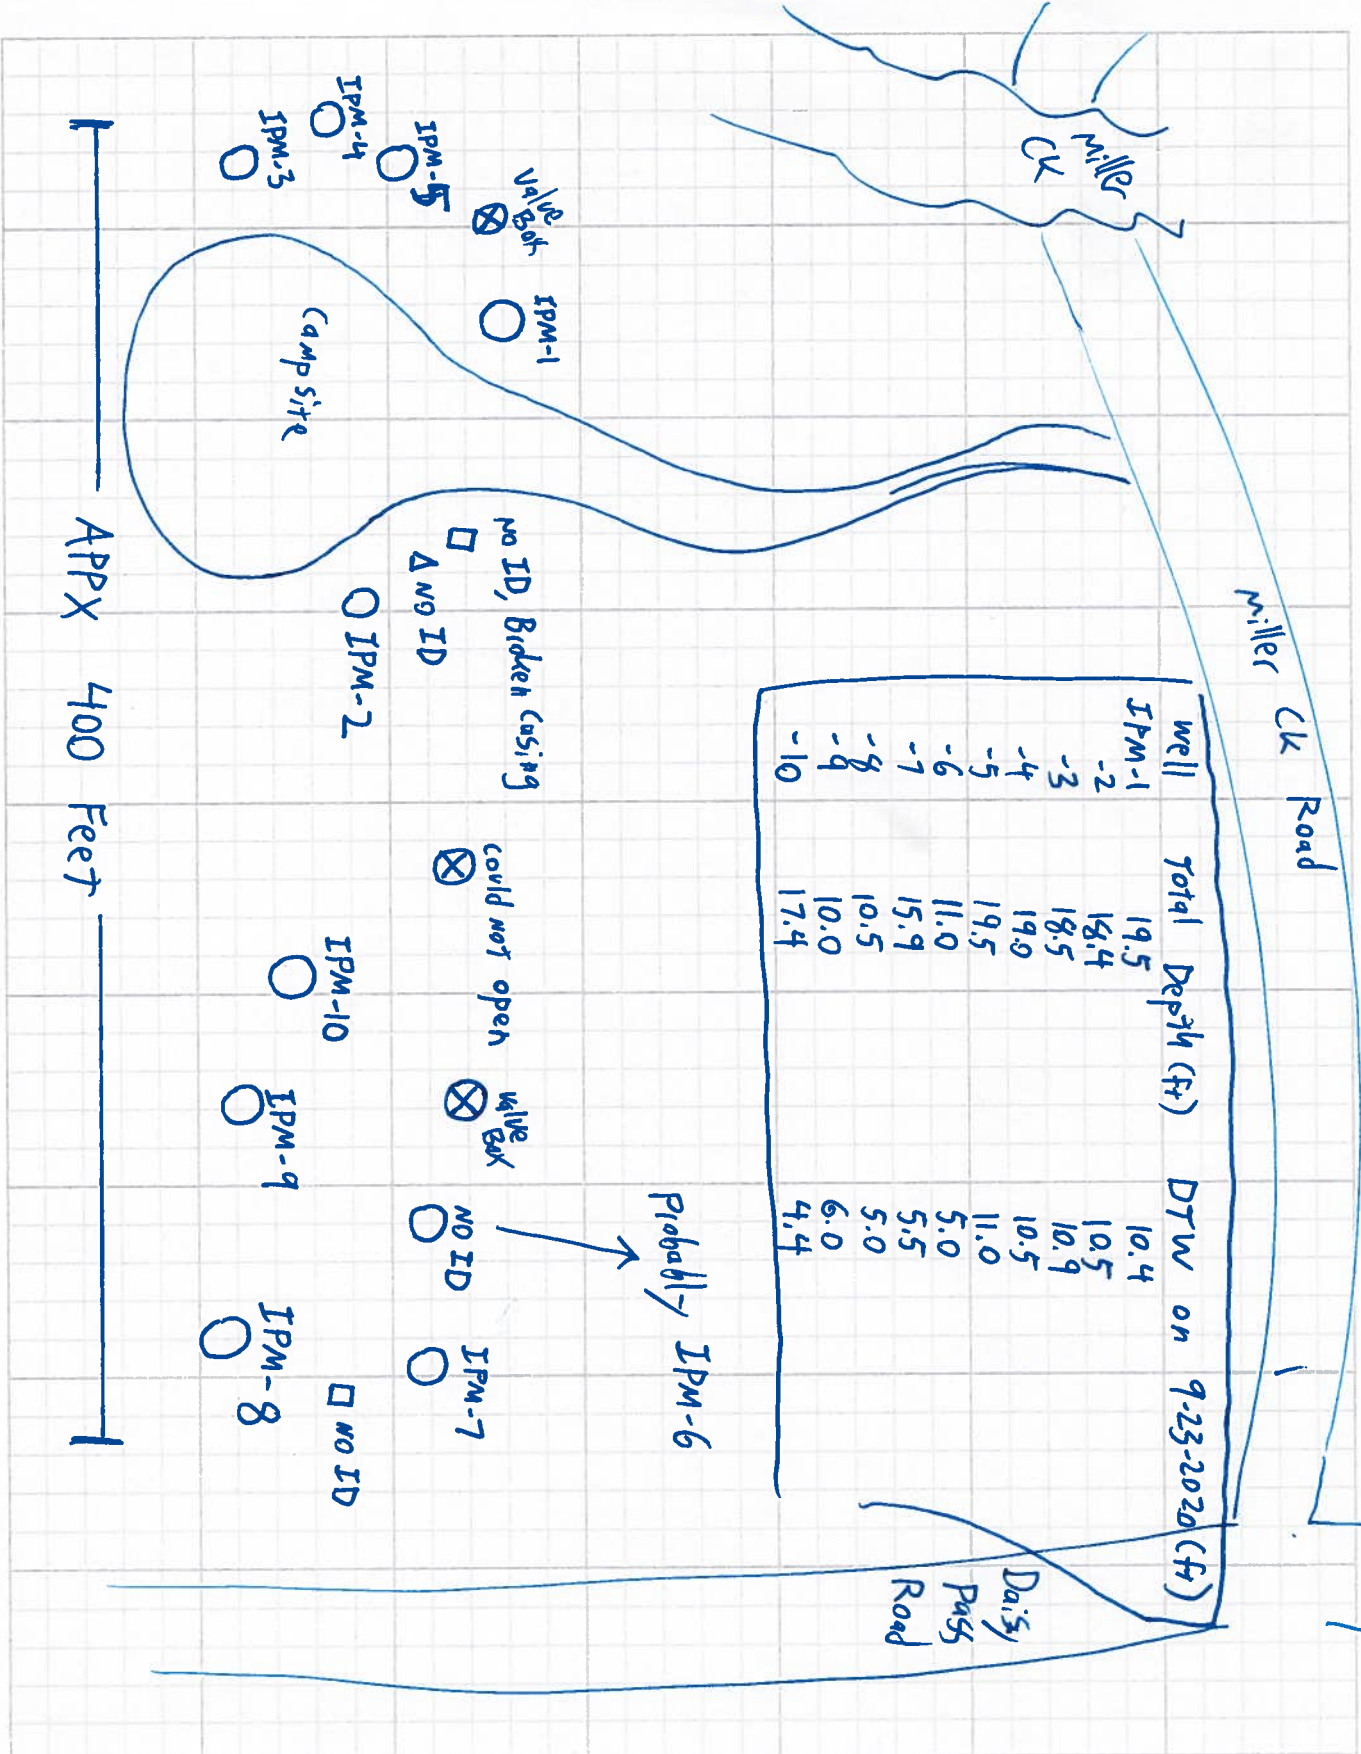 Miller
CK
Miller CK Road
Well Total Depth (ft) DTW on 9-23-2020 (ft)
IPM-1 19.5 10.4
-2 18.4 10.5
-3 18.5 10.9
-4 19.0 10.5
-5 19.5 11.0
-6 11.0 5.0
-7 15.9 5.5
-8 10.5 5.0
-9 10.0 6.0
-10 17.4 4.4
Daisy
Pass
Road
Probably IPM-6
IPM-1
Valve
Box
IPM-5
IPM-4
IPM-3
Campsite
NO ID, Broken Casing
NO ID
IPM-2
Could NOT open
Valve
Box
NO ID
IPM-7
IPM-10
IPM-9
NO ID
IPM-8
APPX 400 Feet